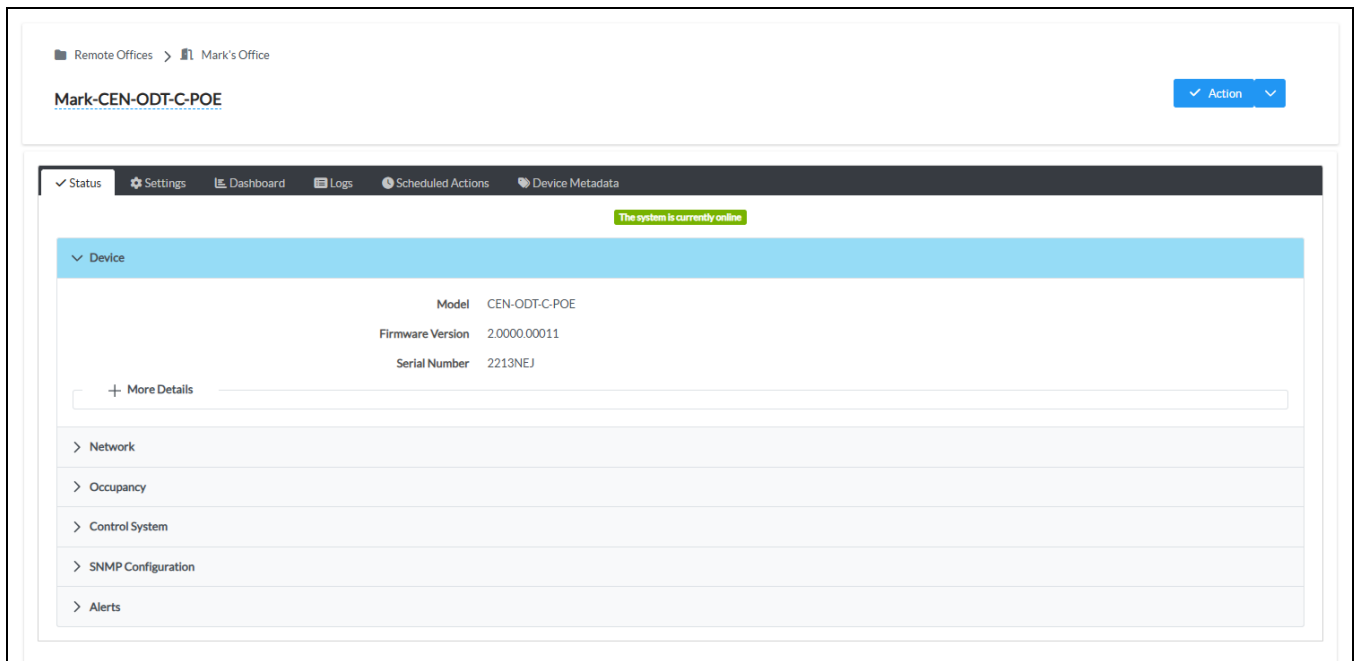 Remote Offices > Mark's Office
Mark-CEN-ODT-C-POE
Action
Status Settings Dashboard Logs Scheduled Actions Device Metadata
The system is currently online
Device
Model CEN-ODT-C-POE
Firmware Version 2.0000.00011
Serial Number 2213NEJ
+ More Details
Network
Occupancy
Control System
SNMP Configuration
Alerts